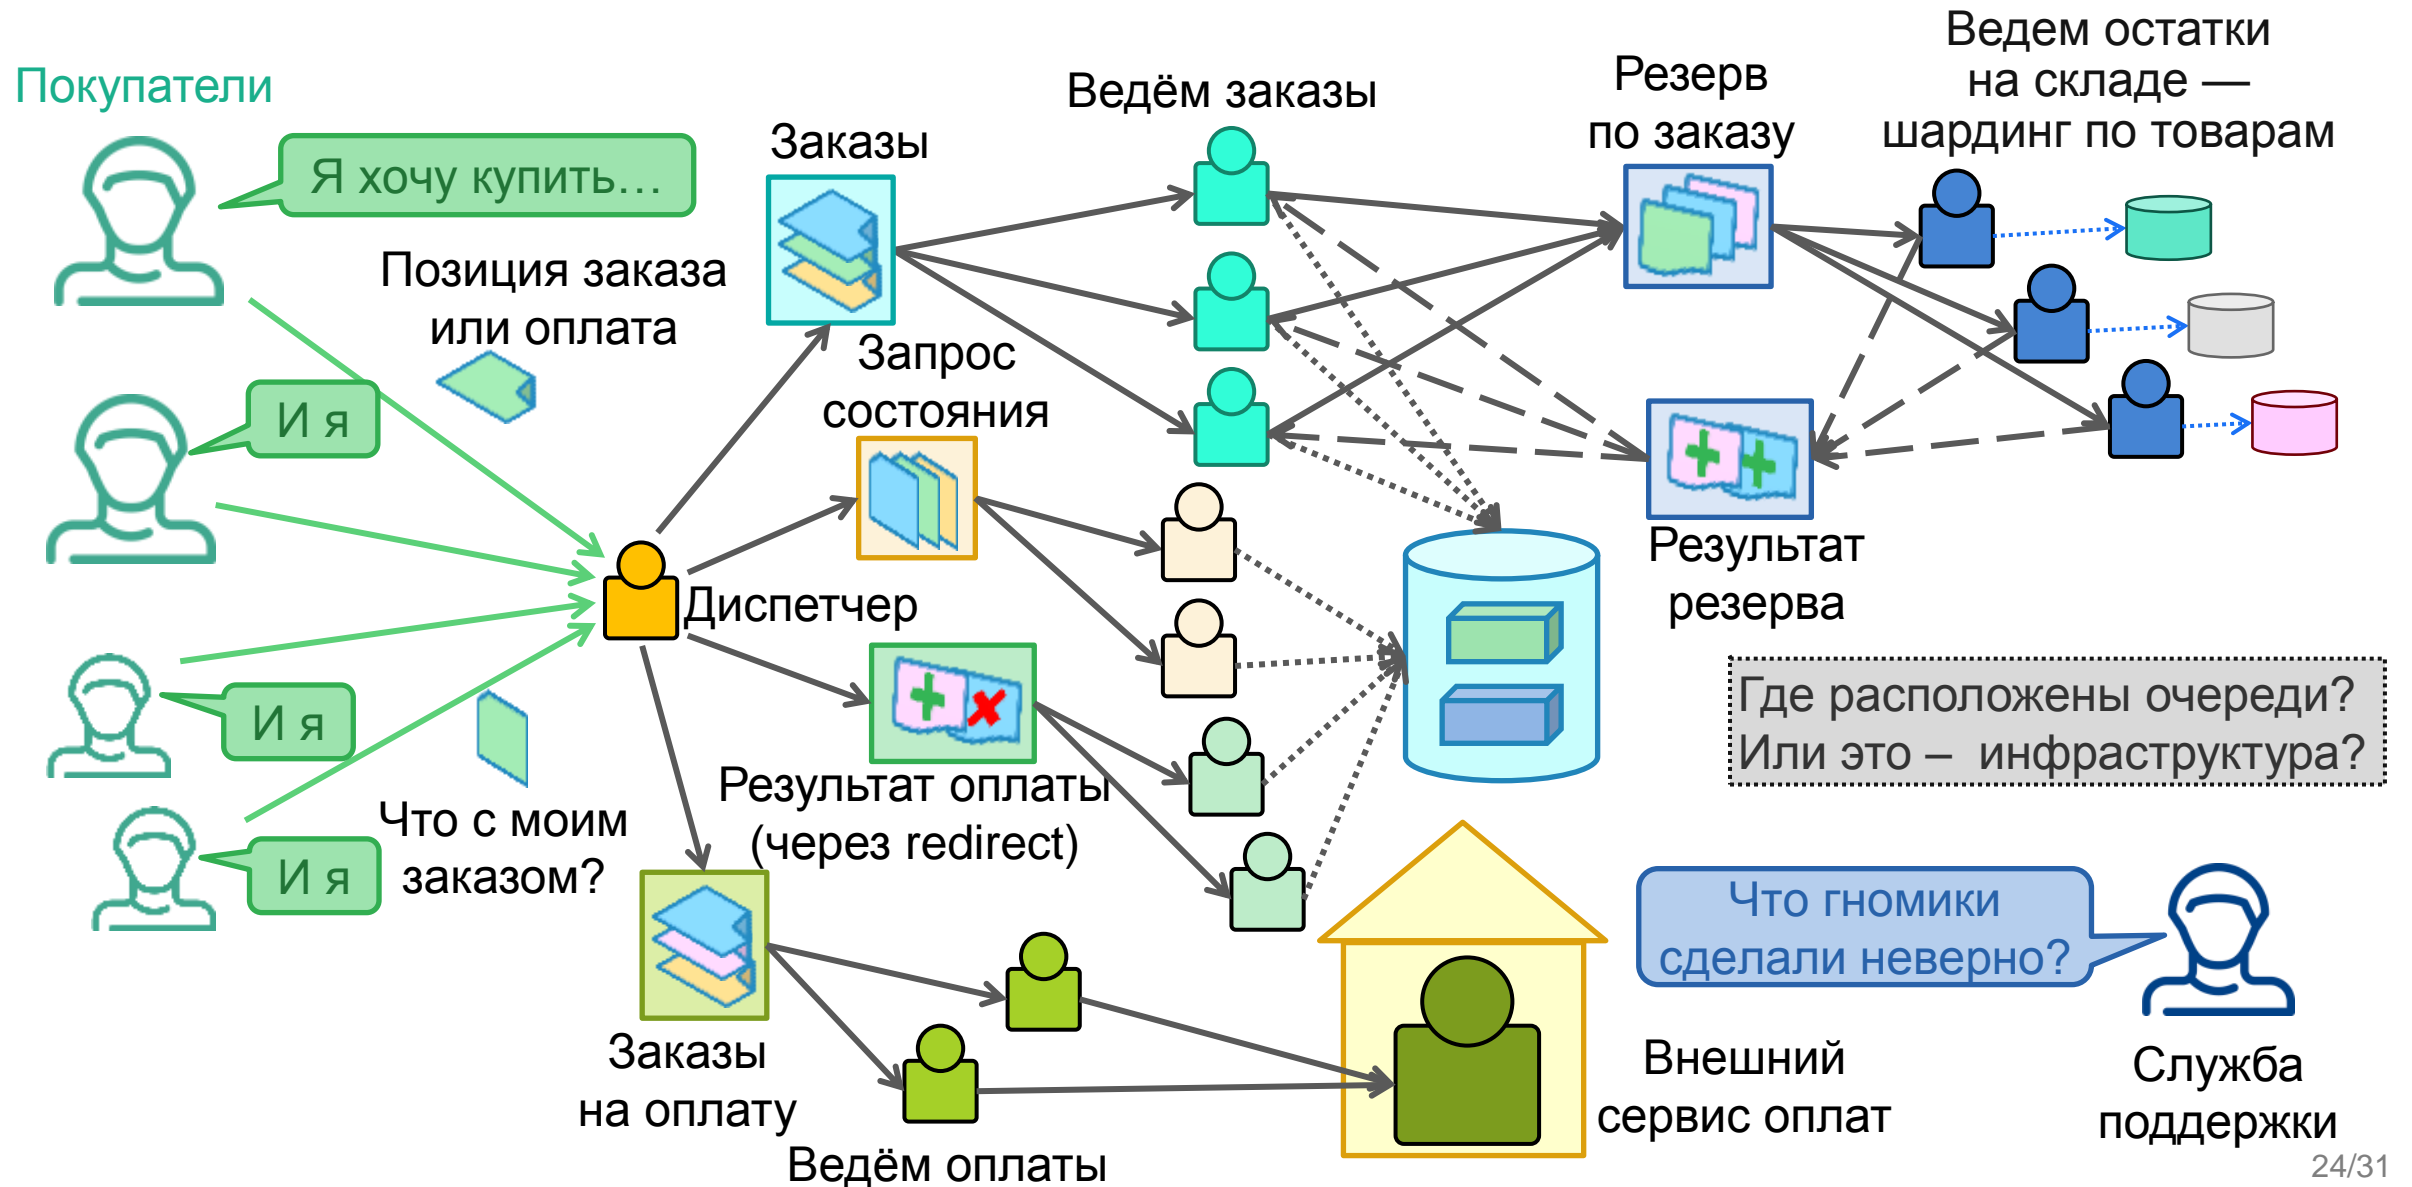 Покупатели
Я хочу купить...
И я
И я
И я
Позиция заказа
или оплата
Что с моим
заказом?
Диспетчер
Заказы
Запрос
состояния
Результат оплаты
(через redirect)
Заказы
на оплату
Ведём оплаты
Ведём заказы
Резерв
по заказу
Ведем остатки
на складе —
шардинг по товарам
Результат
резерва
Где расположены очереди?
Или это – инфраструктура?
Что гномики
сделали неверно?
Внешний
сервис оплат
Служба
поддержки
24/31